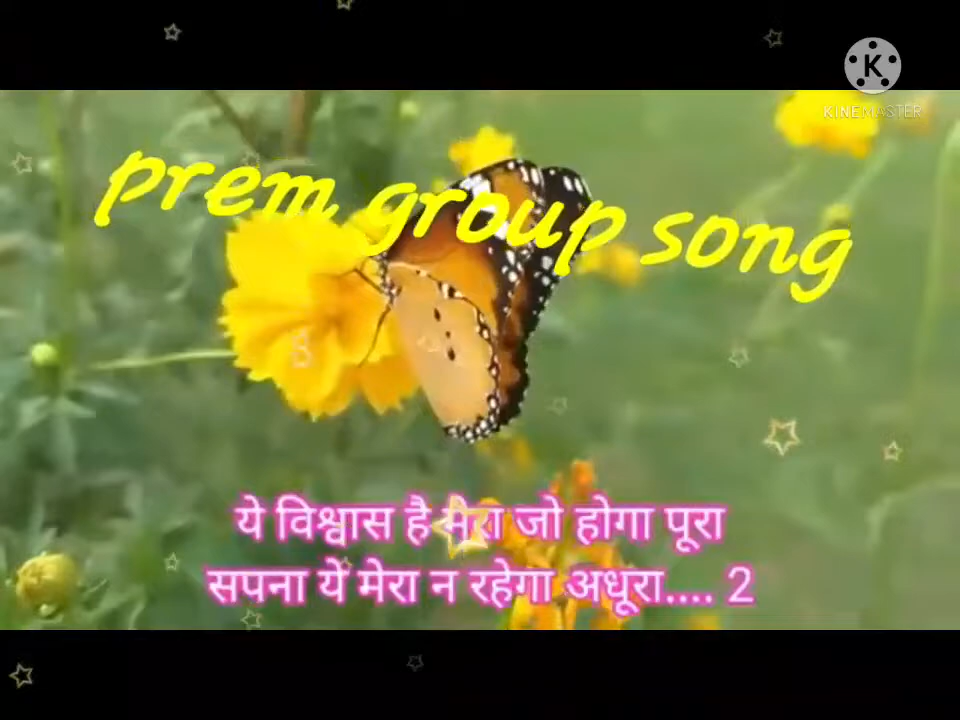 K
KINEMASTER
prem group song
ये विश्वास है मेरा जो होगा पूरा
सपना ये मेरा न रहेगा अधूरा.... 2